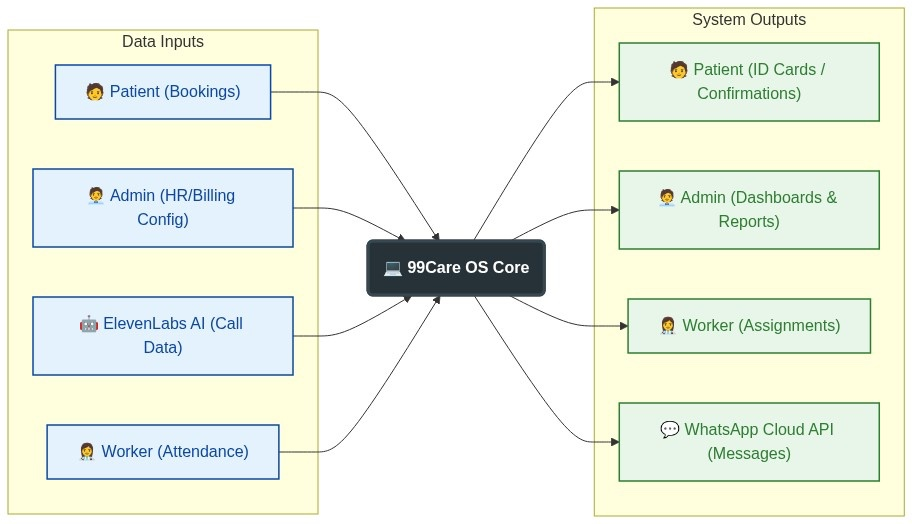 Data Inputs
🧑 Patient (Bookings)
🧑‍💼 Admin (HR/Billing
Config)
🤖 ElevenLabs AI (Call
Data)
👩‍⚕️ Worker (Attendance)
💻 99Care OS Core
System Outputs
🧑 Patient (ID Cards /
Confirmations)
🧑‍💼 Admin (Dashboards &
Reports)
👩‍⚕️ Worker (Assignments)
💬 WhatsApp Cloud API
(Messages)